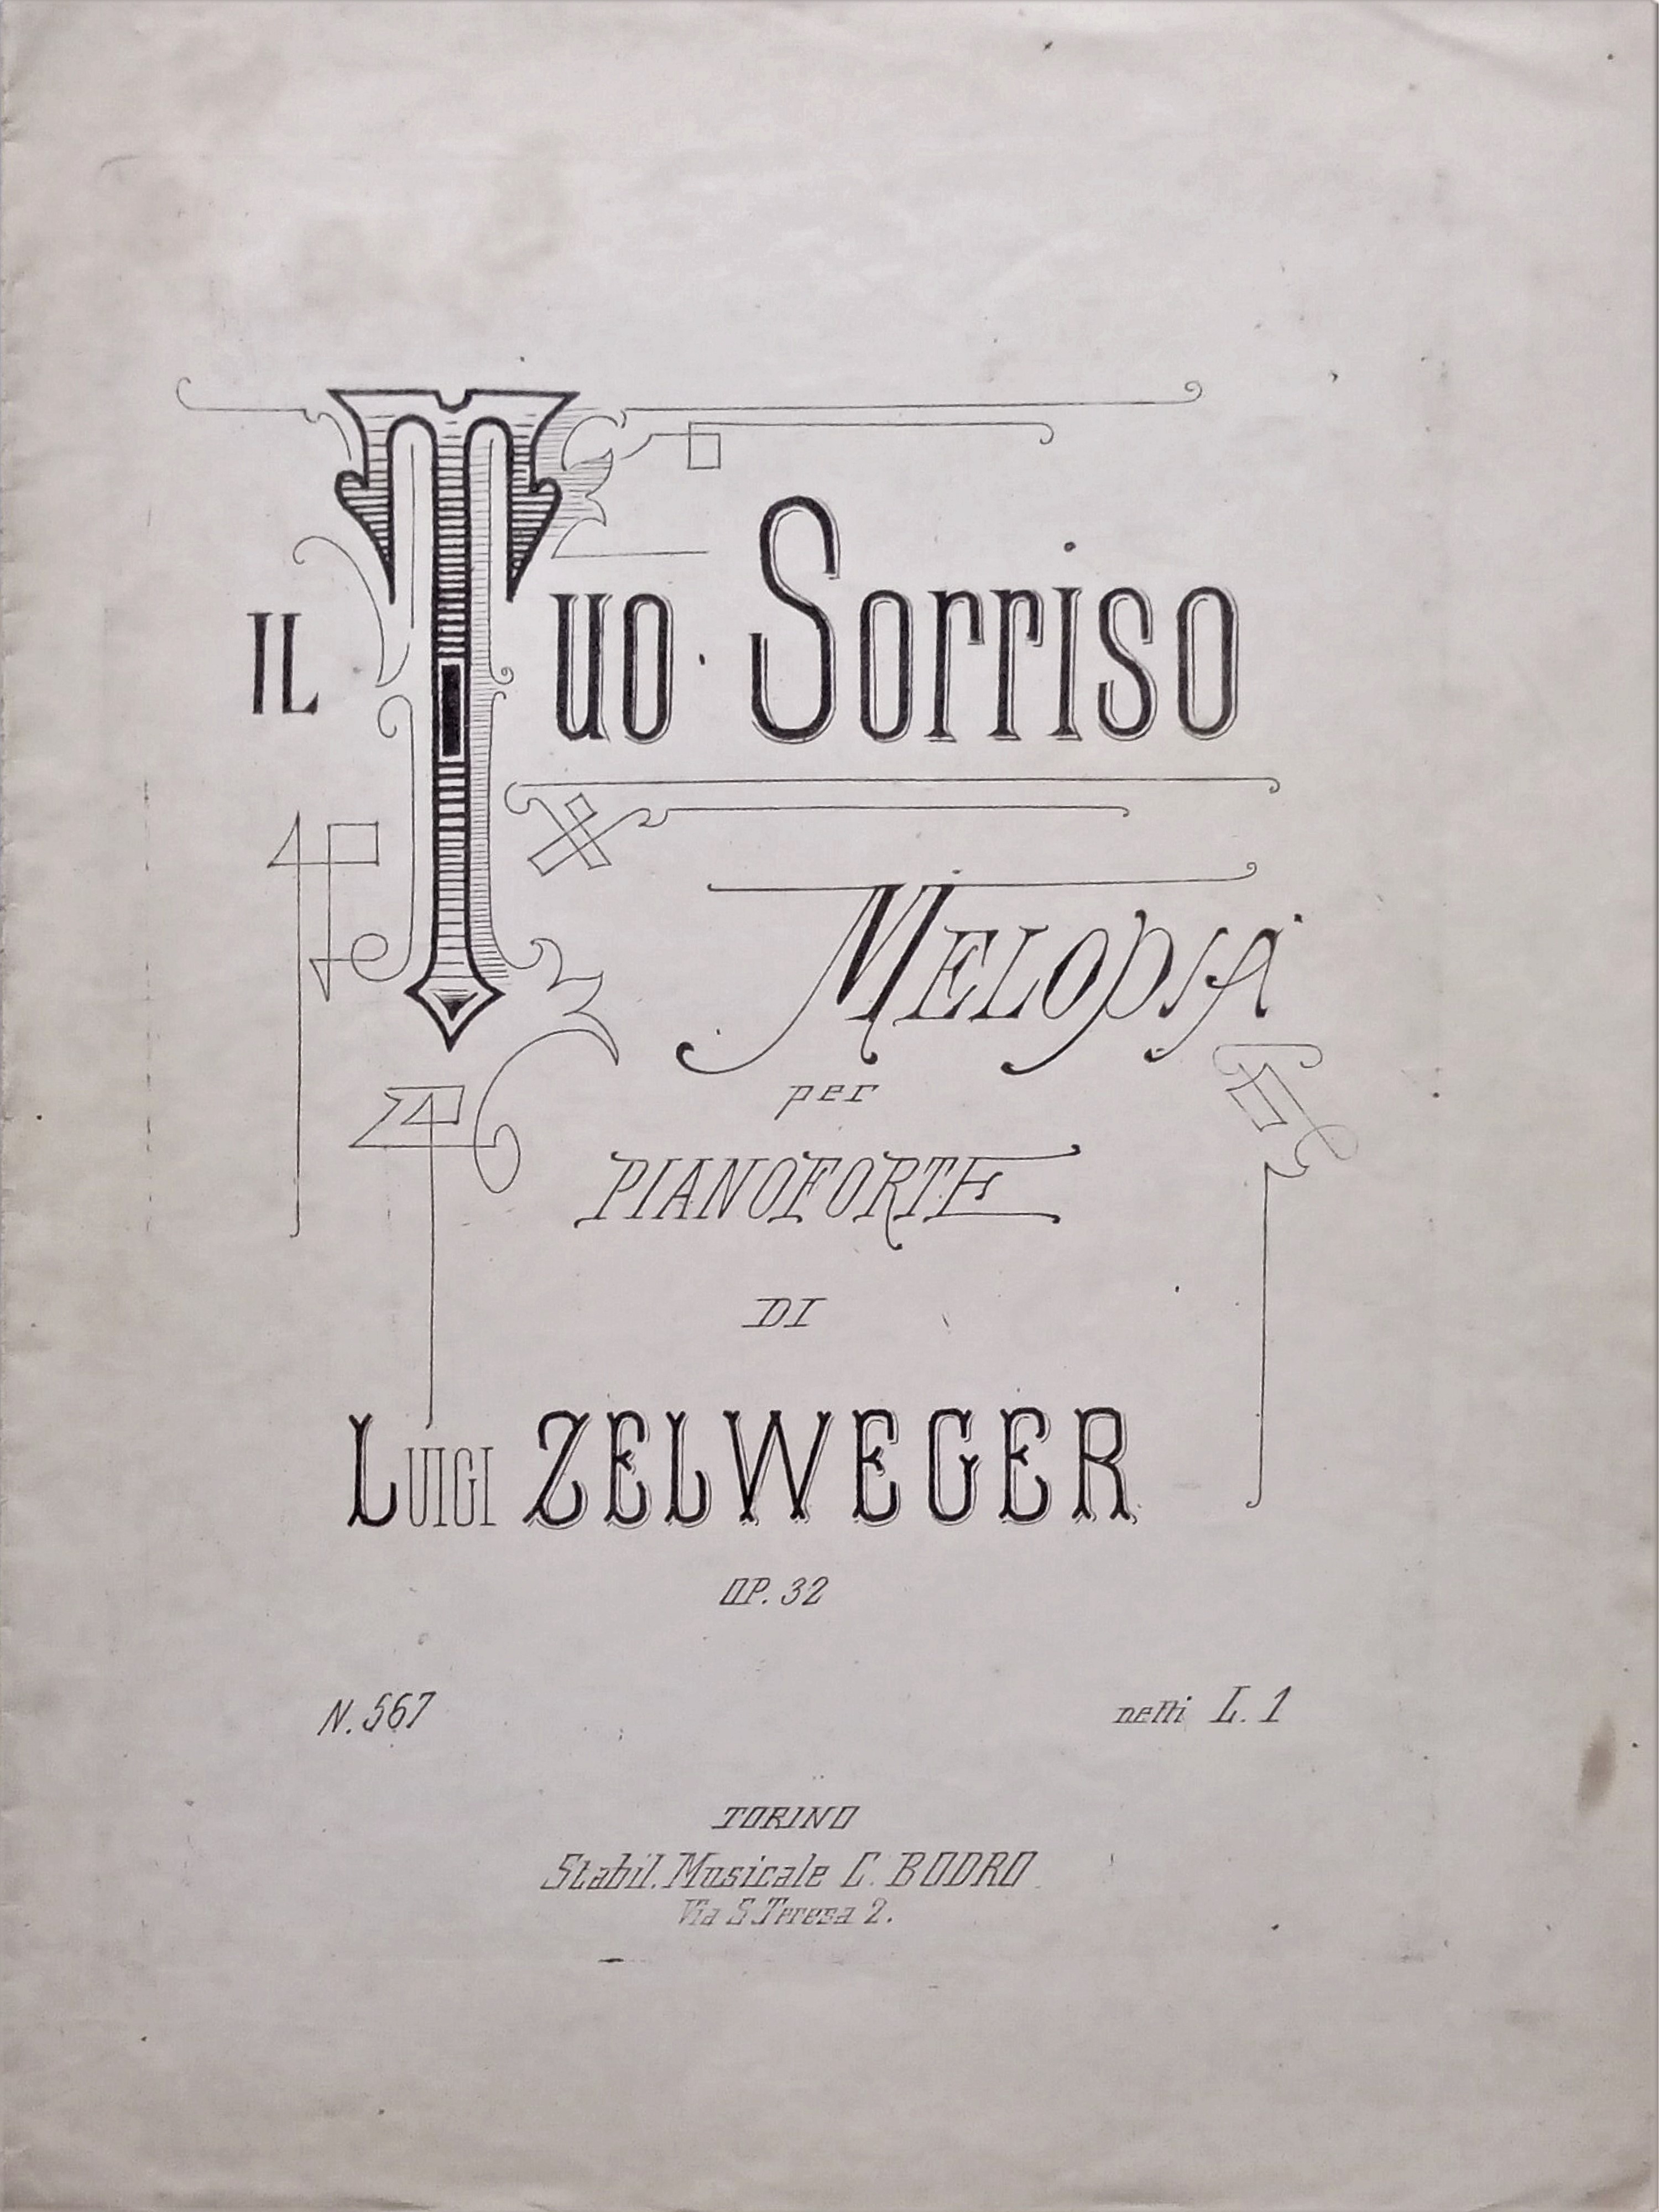 IL Tuo Sorriso
MELODIA
per
PIANOFORTE
DI
LUIGI ZELWEGER
OP. 32
N. 567 netti L. 1
TORINO
Stabil. Musicale C. BODRO
Via S. Teresa 2.